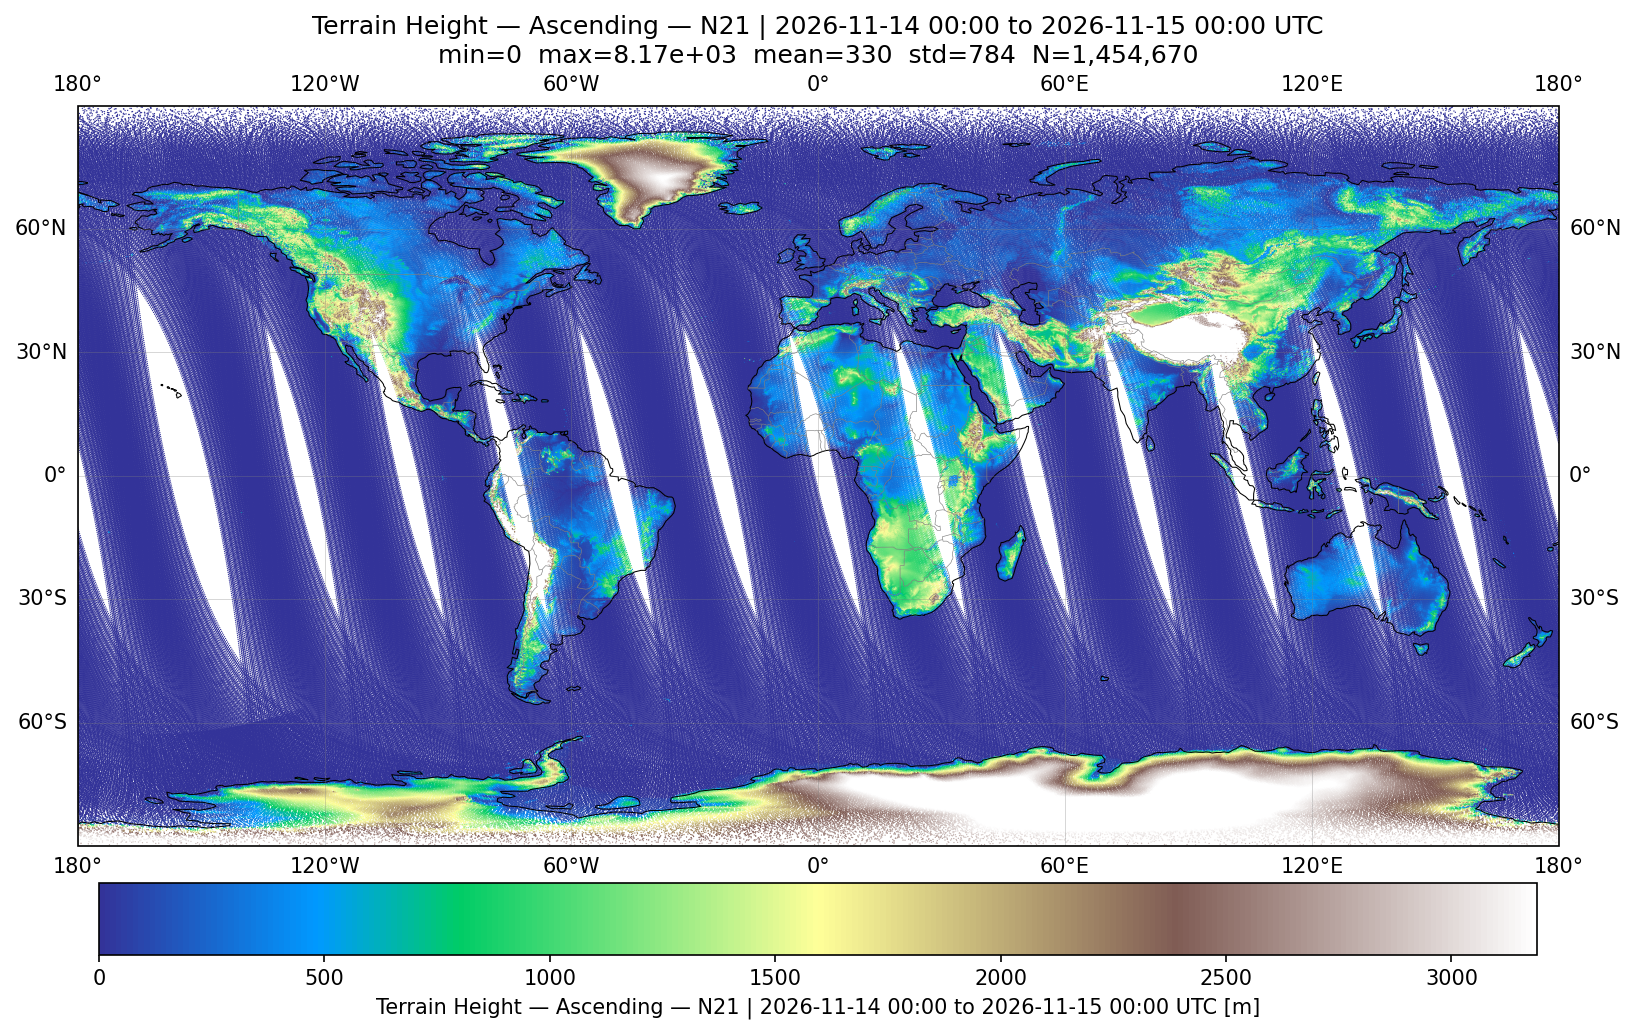 Terrain Height — Ascending — N21 | 2026-11-14 00:00 to 2026-11-15 00:00 UTC
min=0  max=8.17e+03  mean=330  std=784  N=1,454,670
180° 120°W 60°W 0° 60°E 120°E 180°
60°N 60°N
30°N 30°N
0° 0°
30°S 30°S
60°S 60°S
180° 120°W 60°W 0° 60°E 120°E 180°
0 500 1000 1500 2000 2500 3000
Terrain Height — Ascending — N21 | 2026-11-14 00:00 to 2026-11-15 00:00 UTC [m]